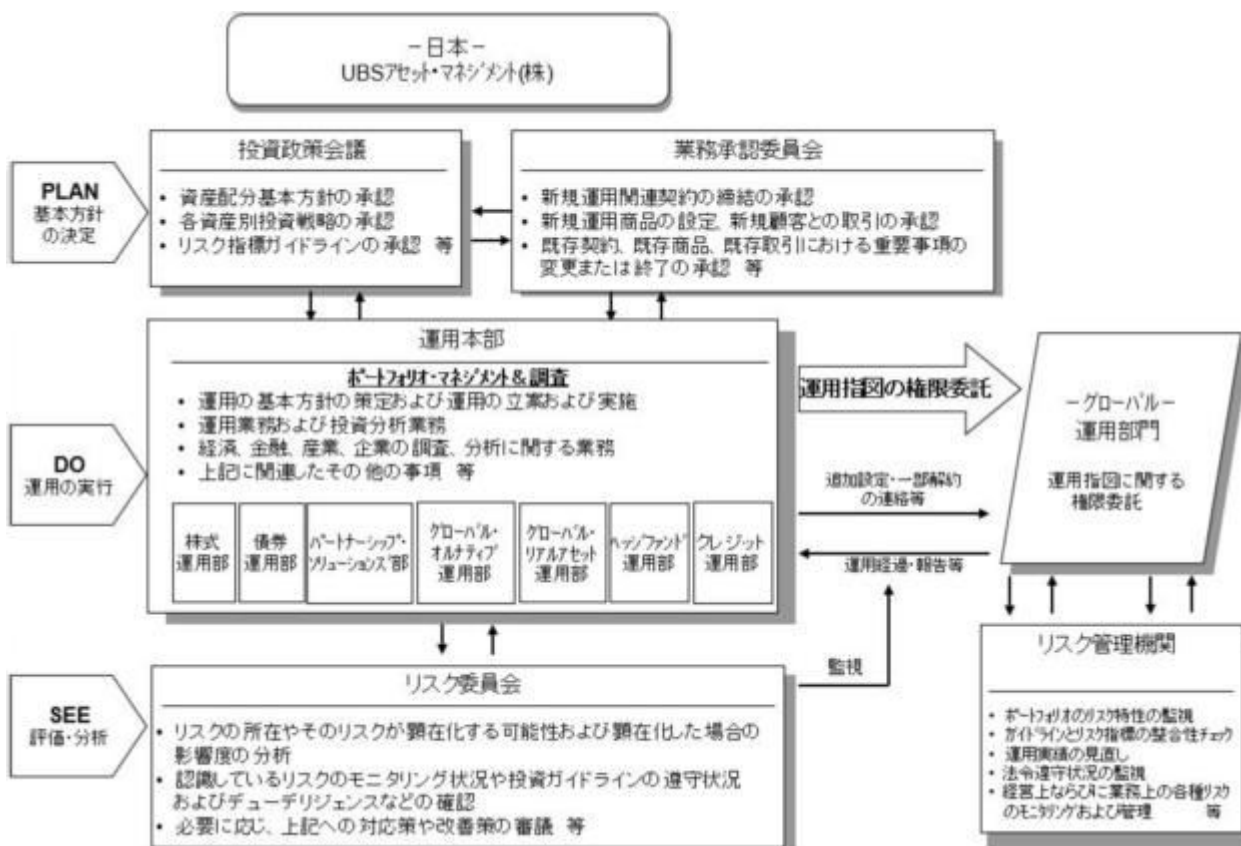 －日本－
UBSアセット・マネジメント(株)
PLAN
基本方針
の決定
投資政策会議
• 資産配分基本方針の承認
• 各資産別投資戦略の承認
• リスク指標ガイドラインの承認 等
業務承認委員会
• 新規運用関連契約の締結の承認
• 新規運用商品の設定、新規顧客との取引の承認
• 既存契約、既存商品、既存取引における重要事項の
変更または終了の承認 等
DO
運用の実行
運用本部
ポートフォリオ・マネジメント＆調査
• 運用の基本方針の策定および運用の立案および実施
• 運用業務および投資分析業務
• 経済、金融、産業、企業の調査、分析に関する業務
• 上記に関連したその他の事項 等
株式
運用部
債券
運用部
パートナーシップ・
ソリューションズ部
グローバル・
オルナティブ
運用部
グローバル・
リアルアセット
運用部
ヘッジファンド
運用部
クレジット
運用部
運用指図の権限委託
追加設定・一部解約
の連絡等
運用経過・報告等
－グローバル－
運用部門
運用指図に関する
権限委託
SEE
評価・分析
リスク委員会
• リスクの所在やそのリスクが顕在化する可能性および顕在化した場合の
影響度の分析
• 認識しているリスクのモニタリング状況や投資ガイドラインの遵守状況
およびデューデリジェンスなどの確認
• 必要に応じ、上記への対応策や改善策の審議 等
監視
リスク管理機関
• ポートフォリオのリスク特性の監視
• ガイドラインとリスク指標の整合性チェック
• 運用実績の見直し
• 法令遵守状況の監視
• 経営上ならびに業務上の各種リスク
のモニタリングおよび管理 等